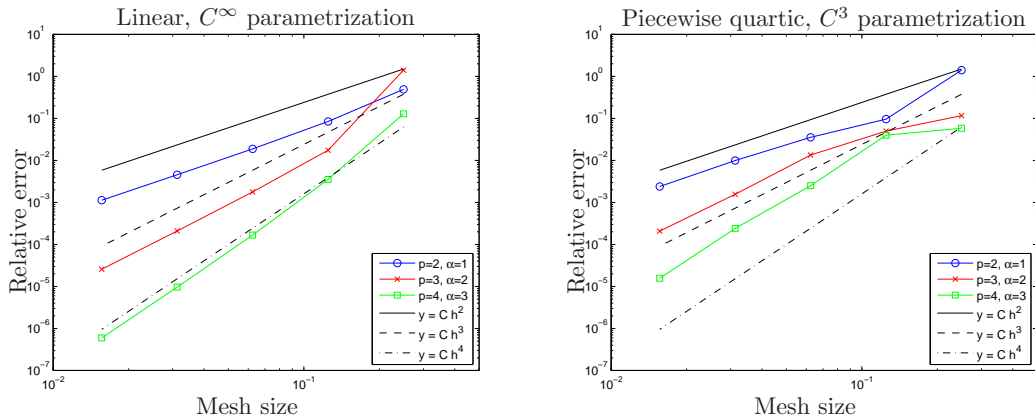 Linear, C^∞ parametrization
10^1
10^0
10^-1
10^-2
10^-3
10^-4
10^-5
10^-6
10^-7
Relative error
p=2, α=1
p=3, α=2
p=4, α=3
y = C h^2
y = C h^3
y = C h^4
10^-2
10^-1
Mesh size
Piecewise quartic, C^3 parametrization
10^1
10^0
10^-1
10^-2
10^-3
10^-4
10^-5
10^-6
10^-7
Relative error
p=2, α=1
p=3, α=2
p=4, α=3
y = C h^2
y = C h^3
y = C h^4
10^-2
10^-1
Mesh size